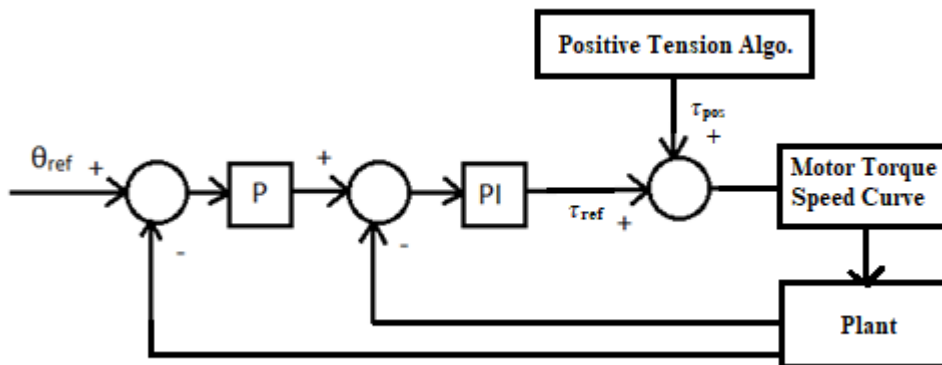 Positive Tension Algo.
τpos
+
θref
+
P
+
PI
τref
+
Motor Torque
Speed Curve
-
-
Plant